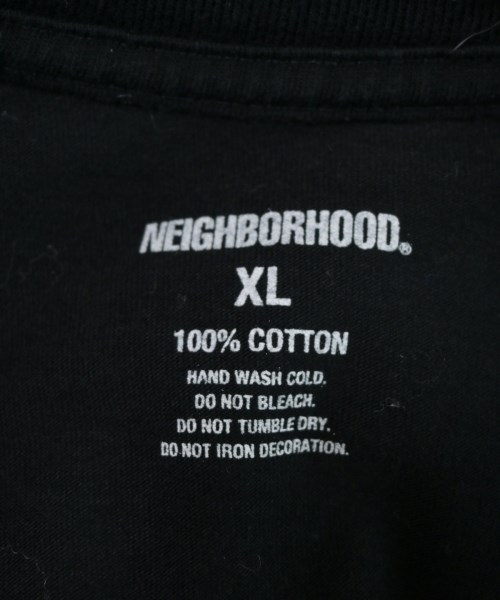 NEIGHBORHOOD®
XL
100% COTTON
HAND WASH COLD.
DO NOT BLEACH.
DO NOT TUMBLE DRY.
DO NOT IRON DECORATION.